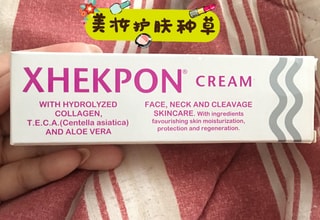 美妆护肤种草
XHEKPON® CREAM
WITH HYDROLYZED
COLLAGEN,
T.E.C.A.(Centella asiatica)
AND ALOE VERA
FACE, NECK AND CLEAVAGE
SKINCARE. With ingredients
favourishing skin moisturization,
protection and regeneration.